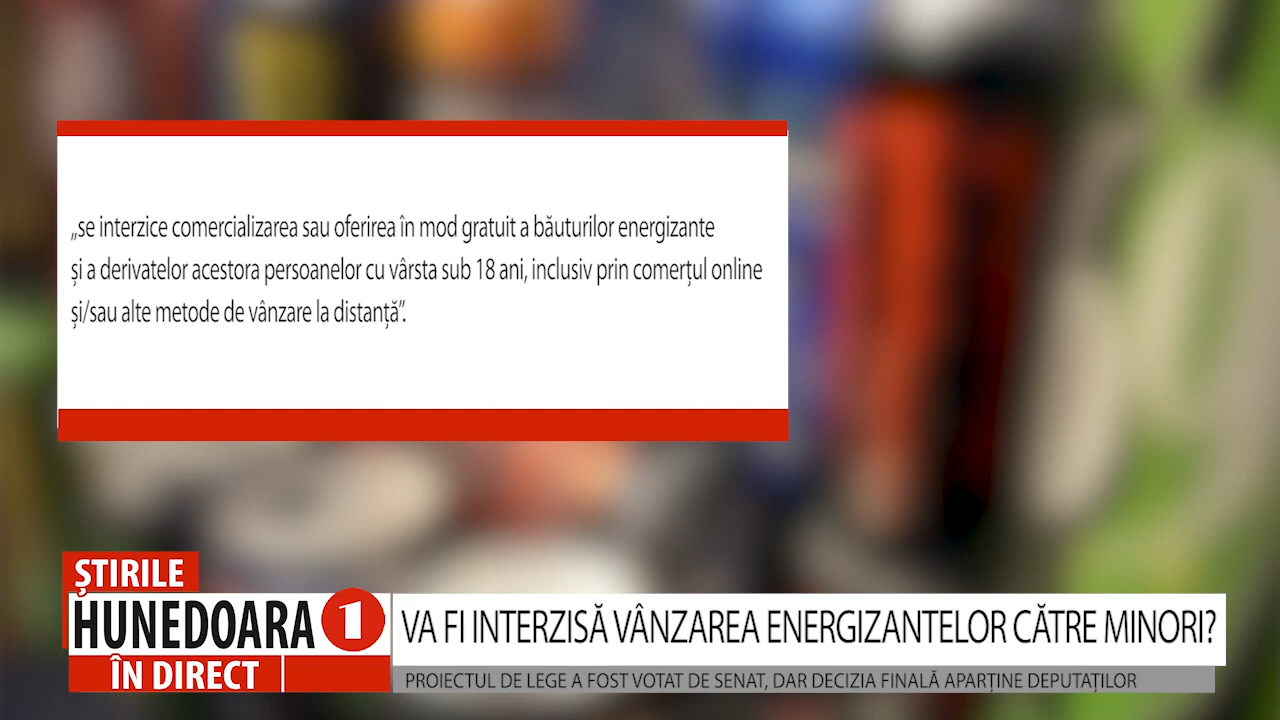 „se interzice comercializarea sau oferirea în mod gratuit a băuturilor energizante
și a derivatelor acestora persoanelor cu vârsta sub 18 ani, inclusiv prin comerțul online
și/sau alte metode de vânzare la distanță”.
ȘTIRILE
HUNEDOARA 1
ÎN DIRECT
VA FI INTERZISĂ VÂNZAREA ENERGIZANTELOR CĂTRE MINORI?
PROIECTUL DE LEGE A FOST VOTAT DE SENAT, DAR DECIZIA FINALĂ APARȚINE DEPUTAȚILOR